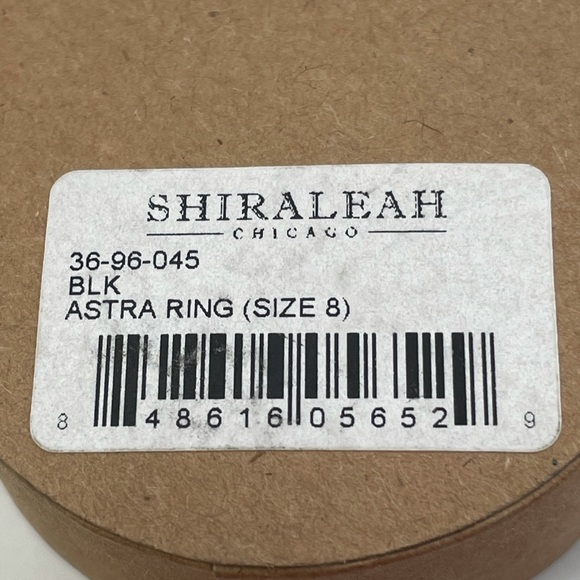 SHIRALEAH
CHICAGO
36-96-045
BLK
ASTRA RING (SIZE 8)
8 48616 05652 9